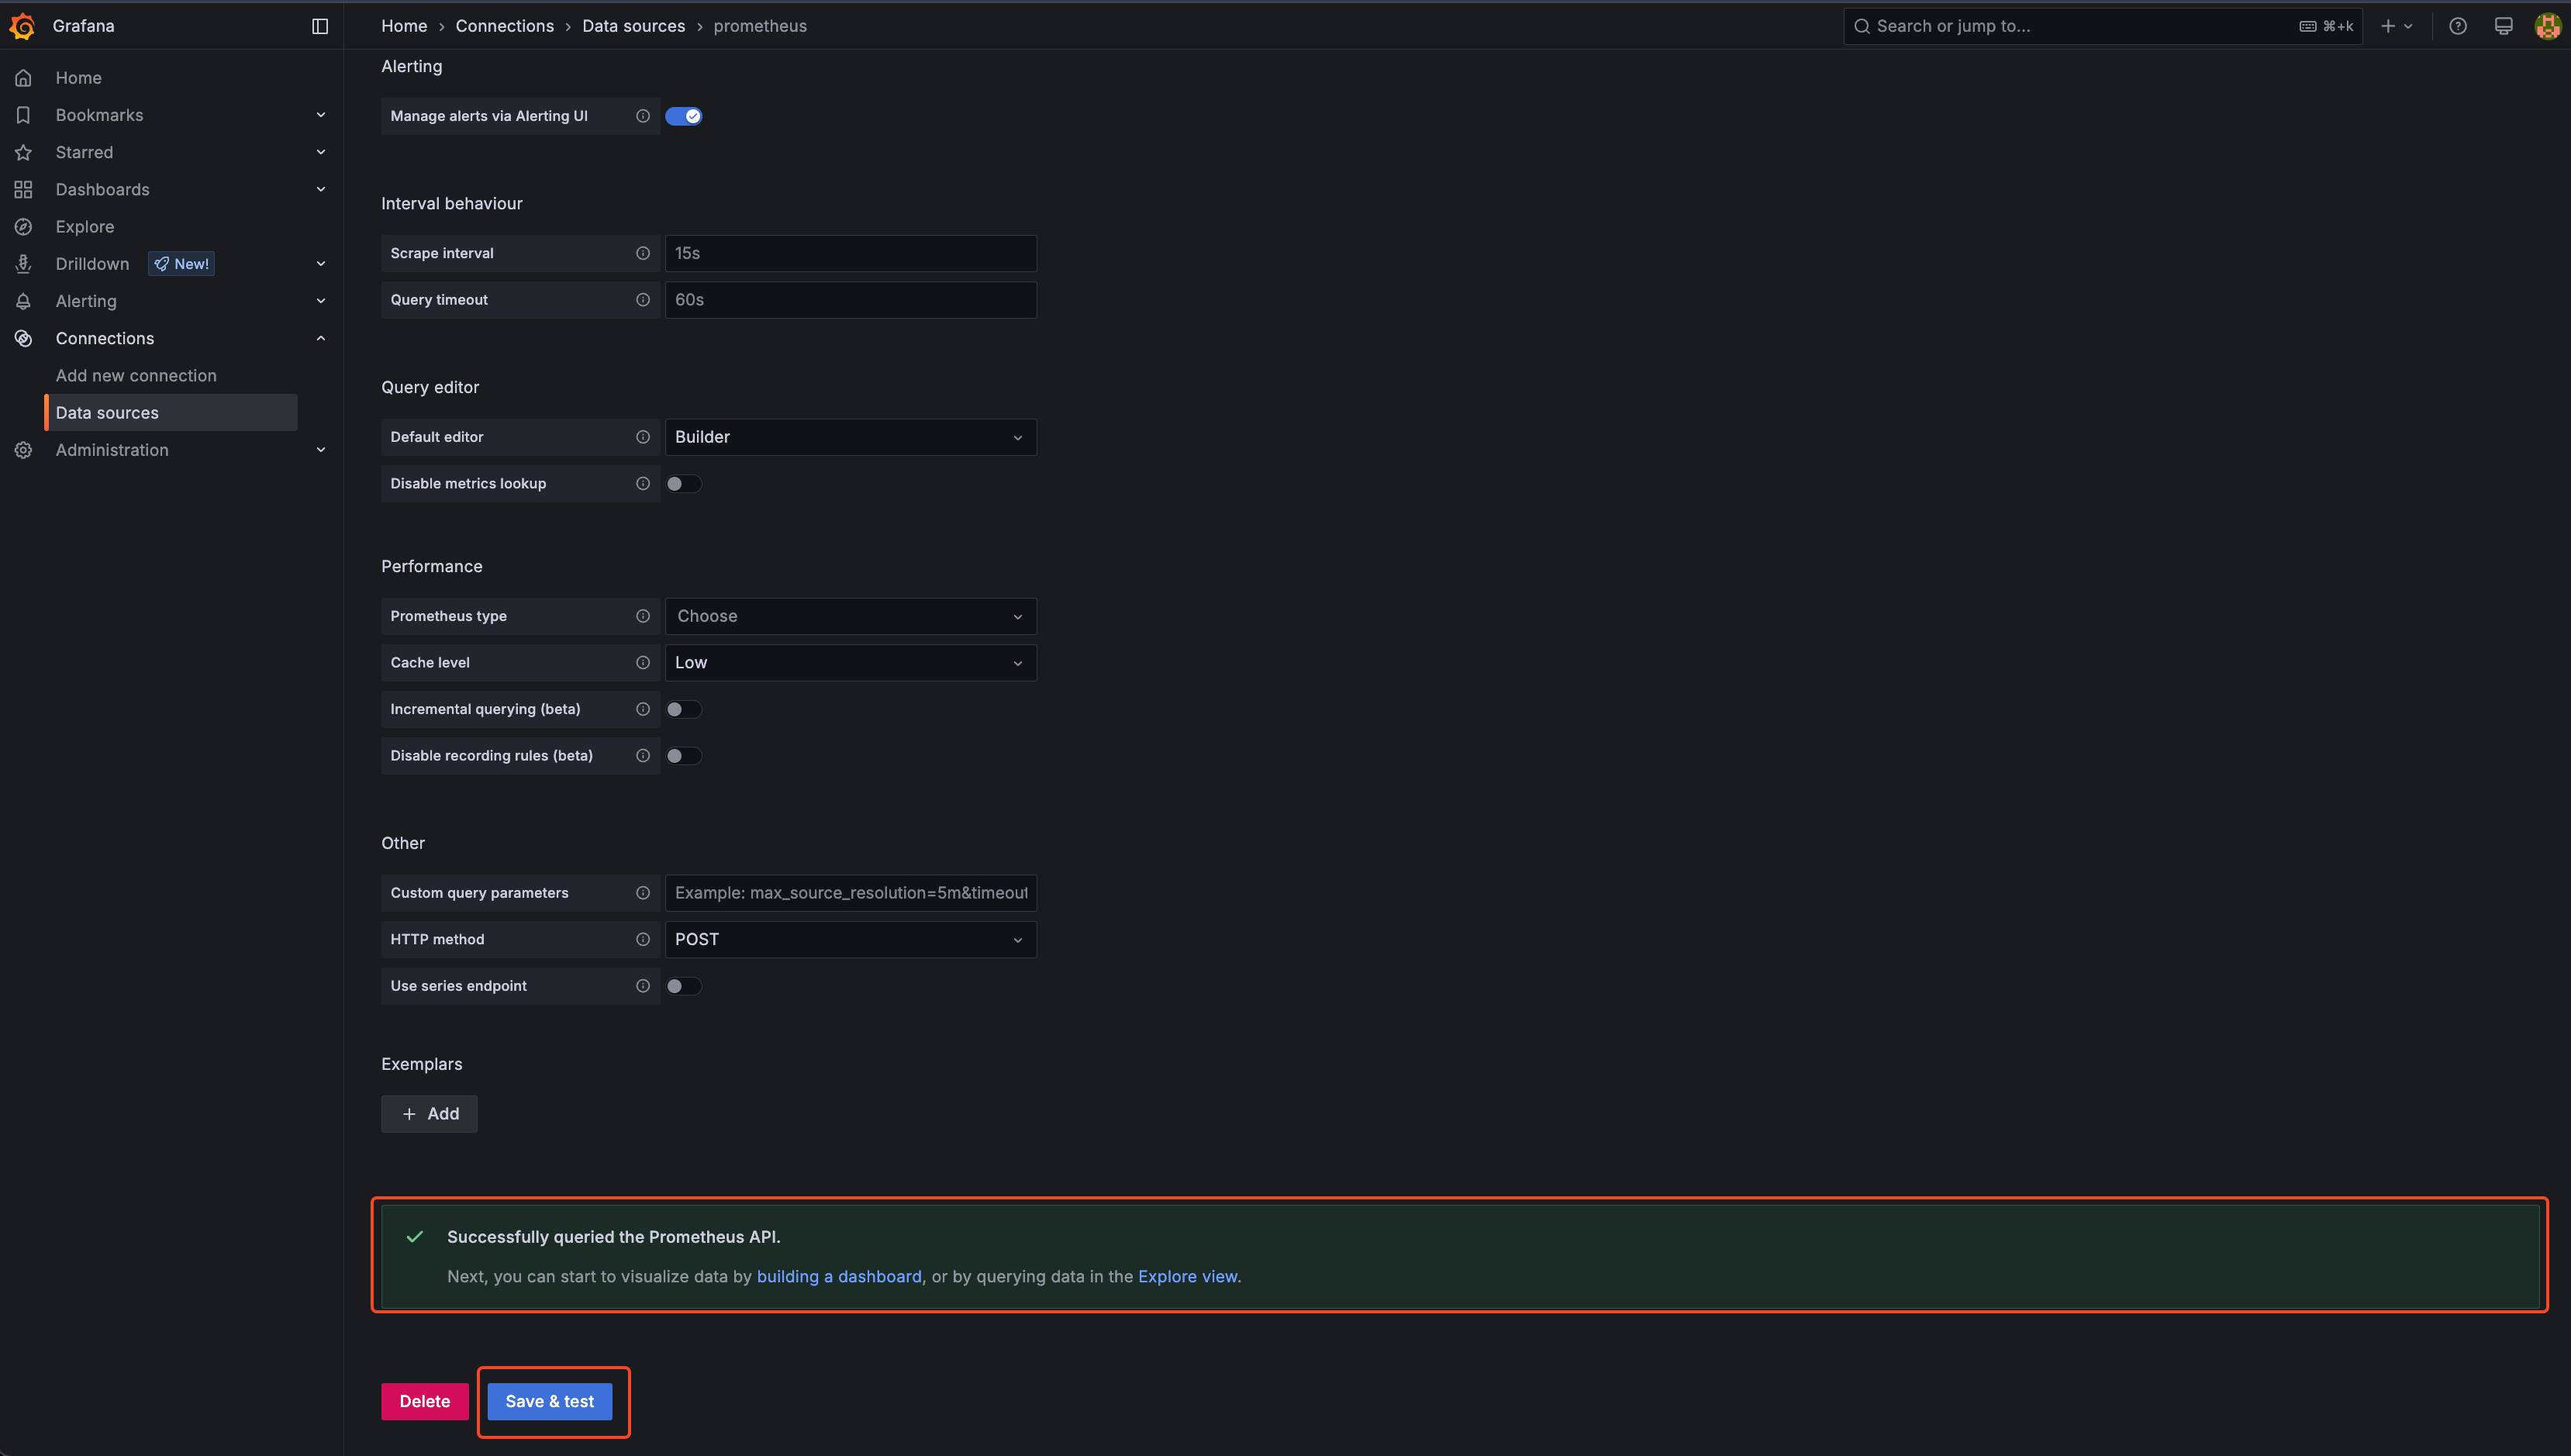 Grafana
Home › Connections › Data sources › prometheus
Search or jump to...
⌘+k
Home
Bookmarks
Starred
Dashboards
Explore
Drilldown New!
Alerting
Connections
Add new connection
Data sources
Administration
Alerting
Manage alerts via Alerting UI
Interval behaviour
Scrape interval 15s
Query timeout 60s
Query editor
Default editor Builder
Disable metrics lookup
Performance
Prometheus type Choose
Cache level Low
Incremental querying (beta)
Disable recording rules (beta)
Other
Custom query parameters Example: max_source_resolution=5m&timeout
HTTP method POST
Use series endpoint
Exemplars
+ Add
Successfully queried the Prometheus API.
Next, you can start to visualize data by building a dashboard, or by querying data in the Explore view.
Delete Save & test